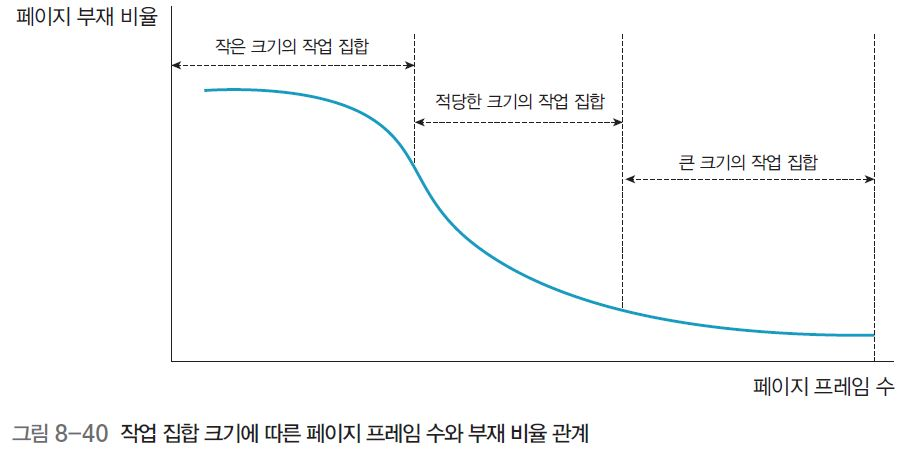 페이지 부재 비율
작은 크기의 작업 집합
적당한 크기의 작업 집합
큰 크기의 작업 집합
페이지 프레임 수
그림 8-40 작업 집합 크기에 따른 페이지 프레임 수와 부재 비율 관계